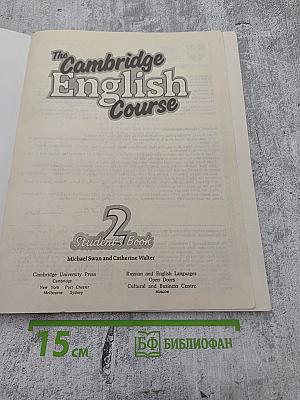 The
Cambridge
English
Course
2
Student's Book
Michael Swan and Catherine Walter
Cambridge University Press
Cambridge
New York Port Chester
Melbourne Sydney
Russian and English Languages
Open Doors
Cultural and Business Centre
Moscow
15 см
БФ БИБЛИОФАН